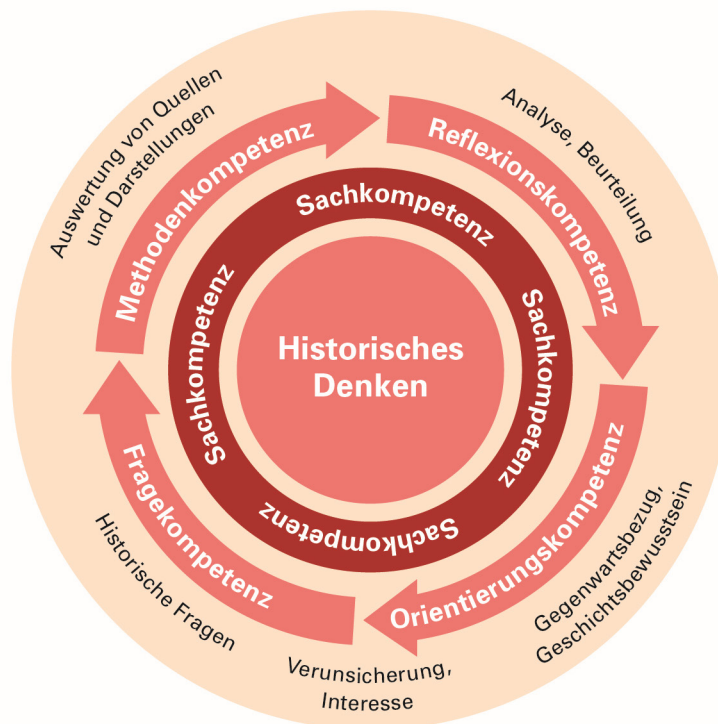 Auswertung von Quellen
und Darstellungen
Methodenkompetenz
Reflexionskompetenz
Analyse, Beurteilung
Sachkompetenz
Sachkompetenz
Sachkompetenz
Sachkompetenz
Historisches
Denken
Fragekompetenz
Historische Fragen
Orientierungskompetenz
Gegenwartsbezug,
Geschichtsbewusstsein
Verunsicherung,
Interesse